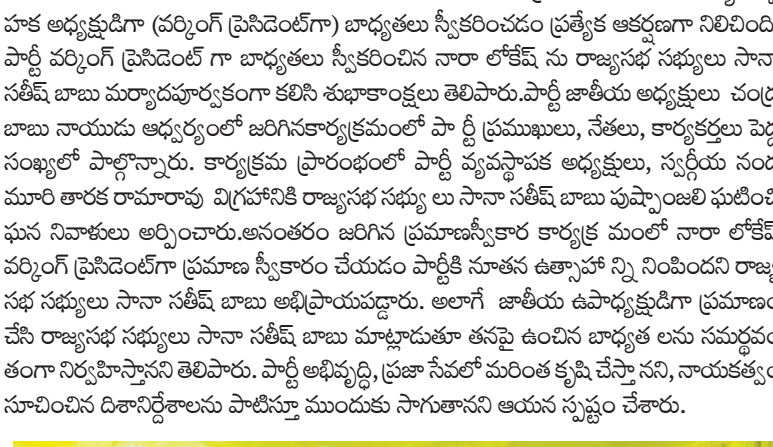 హక అధ్యక్షుడిగా (వర్కింగ్ ప్రెసిడెంట్‌గా) బాధ్యతలు స్వీకరించడం ప్రత్యేక ఆకర్షణగా నిలిచింది
పార్టీ వర్కింగ్ ప్రెసిడెంట్ గా బాధ్యతలు స్వీకరించిన నారా లోకేష్ ను రాజ్యసభ సభ్యులు సానా
సతీష్ బాబు మర్యాదపూర్వకంగా కలిసి శుభాకాంక్షలు తెలిపారు.పార్టీ జాతీయ అధ్యక్షులు చంద్ర
బాబు నాయుడు ఆధ్వర్యంలో జరిగినకార్యక్రమంలో పా ర్టీ ప్రముఖులు, నేతలు, కార్యకర్తలు పెద్ద
సంఖ్యలో పాల్గొన్నారు. కార్యక్రమ ప్రారంభంలో పార్టీ వ్యవస్థాపక అధ్యక్షులు, స్వర్గీయ నంద
మూరి తారక రామారావు విగ్రహానికి రాజ్యసభ సభ్యు లు సానా సతీష్ బాబు పుష్పాంజలి ఘటించి
ఘన నివాళులు అర్పించారు.అనంతరం జరిగిన ప్రమాణస్వీకార కార్యక్ర మంలో నారా లోకేష్
వర్కింగ్ ప్రెసిడెంట్‌గా ప్రమాణ స్వీకారం చేయడం పార్టీకి నూతన ఉత్సాహా న్ని నింపిందని రాజ్య
సభ సభ్యులు సానా సతీష్ బాబు అభిప్రాయపడ్డారు. అలాగే జాతీయ ఉపాధ్యక్షుడిగా ప్రమాణం
చేసి రాజ్యసభ సభ్యులు సానా సతీష్ బాబు మాట్లాడుతూ తనపై ఉంచిన బాధ్యత లను సమర్థవం
తంగా నిర్వహిస్తానని తెలిపారు. పార్టీ అభివృద్ధి, ప్రజా సేవలో మరింత కృషి చేస్తా నని, నాయకత్వం
సూచించిన దిశానిర్దేశాలను పాటిస్తూ ముందుకు సాగుతానని ఆయన స్పష్టం చేశారు.